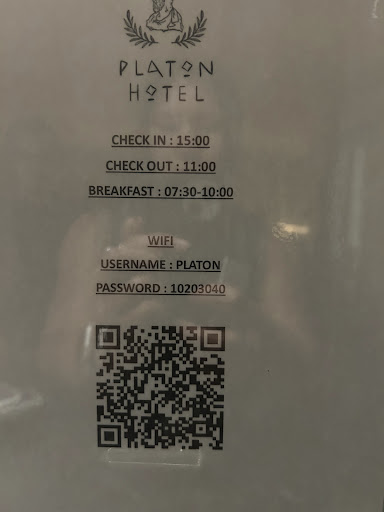 PLATON
HOTEL
CHECK IN : 15:00
CHECK OUT : 11:00
BREAKFAST : 07:30-10:00
WIFI
USERNAME : PLATON
PASSWORD : 10203040